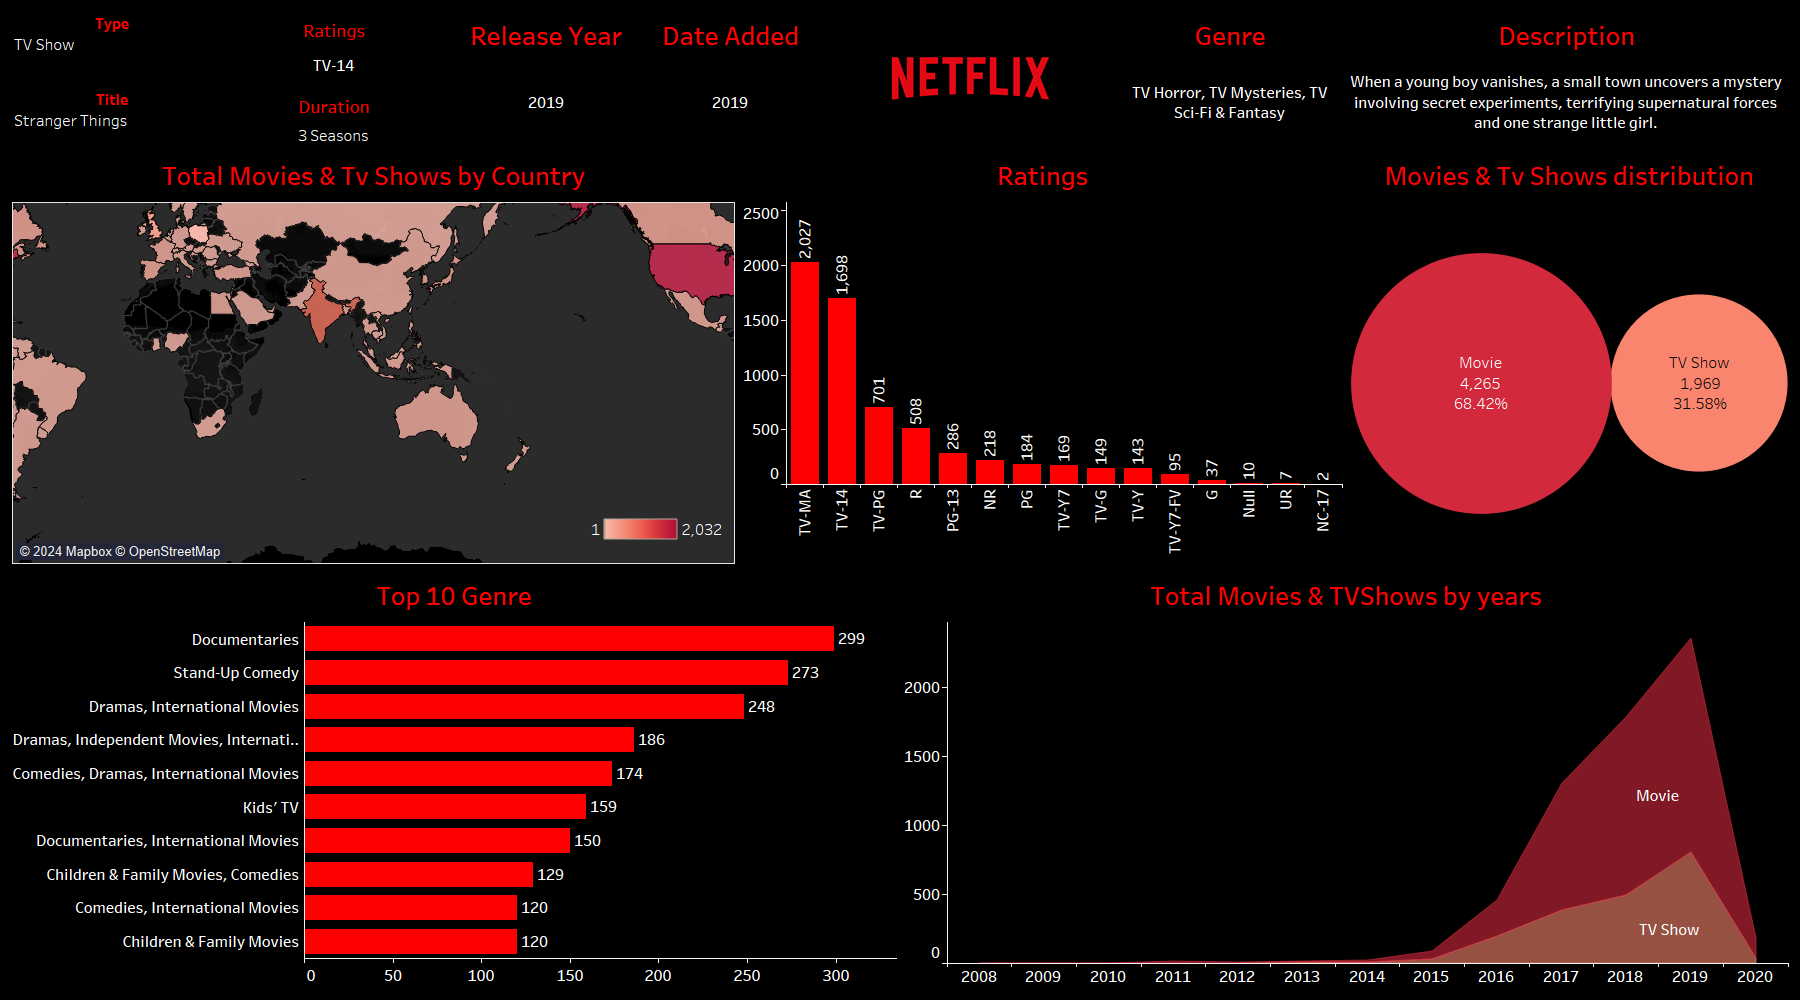 Type
TV Show
Title
Stranger Things
Ratings
TV-14
Duration
3 Seasons
Release Year
2019
Date Added
2019
NETFLIX
Genre
TV Horror, TV Mysteries, TV
Sci-Fi & Fantasy
Description
When a young boy vanishes, a small town uncovers a mystery
involving secret experiments, terrifying supernatural forces
and one strange little girl.
Total Movies & Tv Shows by Country
1
2,032
© 2024 Mapbox © OpenStreetMap
Ratings
2500
2000
1500
1000
500
0
2,027
1,698
701
508
286
218
184
169
149
143
95
37
10
7
2
TV-MA
TV-14
TV-PG
R
PG-13
NR
PG
TV-Y7
TV-G
TV-Y
TV-Y7-FV
G
Null
UR
NC-17
Movies & Tv Shows distribution
Movie
4,265
68.42%
TV Show
1,969
31.58%
Top 10 Genre
Documentaries 299
Stand-Up Comedy 273
Dramas, International Movies 248
Dramas, Independent Movies, Internati.. 186
Comedies, Dramas, International Movies 174
Kids’ TV 159
Documentaries, International Movies 150
Children & Family Movies, Comedies 129
Comedies, International Movies 120
Children & Family Movies 120
0 50 100 150 200 250 300
Total Movies & TVShows by years
2000
1500
1000
500
0
Movie
TV Show
2008 2009 2010 2011 2012 2013 2014 2015 2016 2017 2018 2019 2020